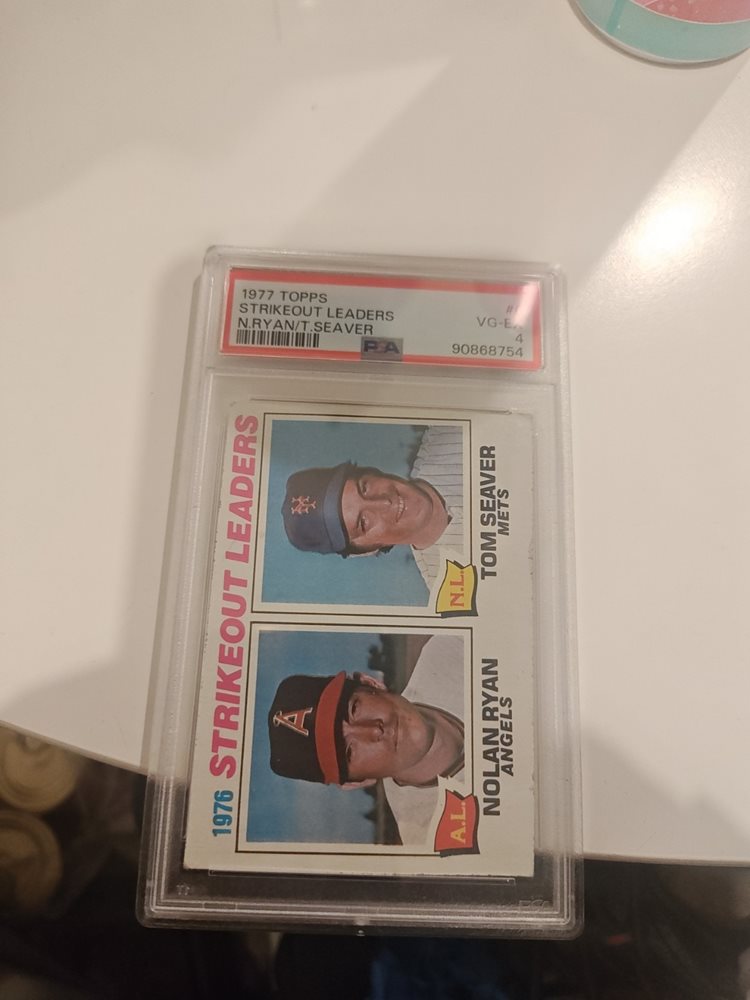 1977 TOPPS
STRIKEOUT LEADERS
N.RYAN/T.SEAVER
VG-EX
4
PSA
90868754
1976 STRIKEOUT LEADERS
A.L.
NOLAN RYAN
ANGELS
A
N.L.
TOM SEAVER
METS
PSA